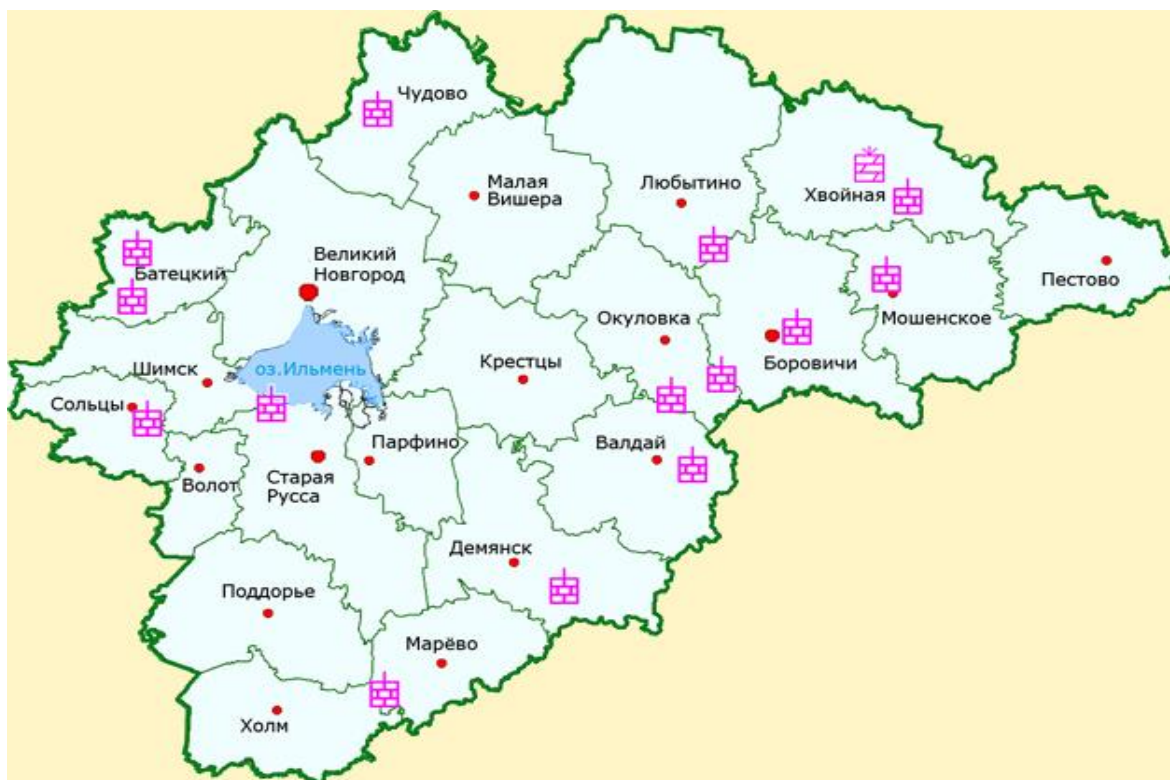 Чудово
Малая
Вишера
Любытино
Хвойная
Батецкий
Великий
Новгород
Пестово
Окуловка
Мошенское
Шимск
оз.Ильмень
Крестцы
Боровичи
Сольцы
Парфино
Валдай
Волот
Старая
Русса
Демянск
Поддорье
Марёво
Холм